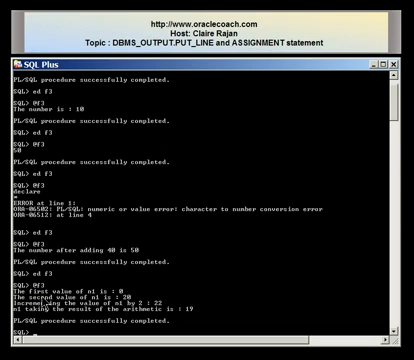 http://www.oraclecoach.com
Host: Claire Rajan
Topic : DBMS_OUTPUT.PUT_LINE and ASSIGNMENT statement
SQL Plus
PL/SQL procedure successfully completed.
SQL> ed f3
SQL> @f3
The number is : 10
PL/SQL procedure successfully completed.
SQL> ed f3
SQL> @f3
50
PL/SQL procedure successfully completed.
SQL> ed f3
SQL> @f3
declare
*
ERROR at line 1:
ORA-06502: PL/SQL: numeric or value error: character to number conversion error
ORA-06512: at line 4
SQL> ed f3
SQL> @f3
The number after adding 40 is 50
PL/SQL procedure successfully completed.
SQL> ed f3
SQL> @f3
The first value of n1 is : 0
The second value of n1 is : 20
Incrementing the value of n1 by 2 : 22
n1 taking the result of the arithmetic is : 19
PL/SQL procedure successfully completed.
SQL>